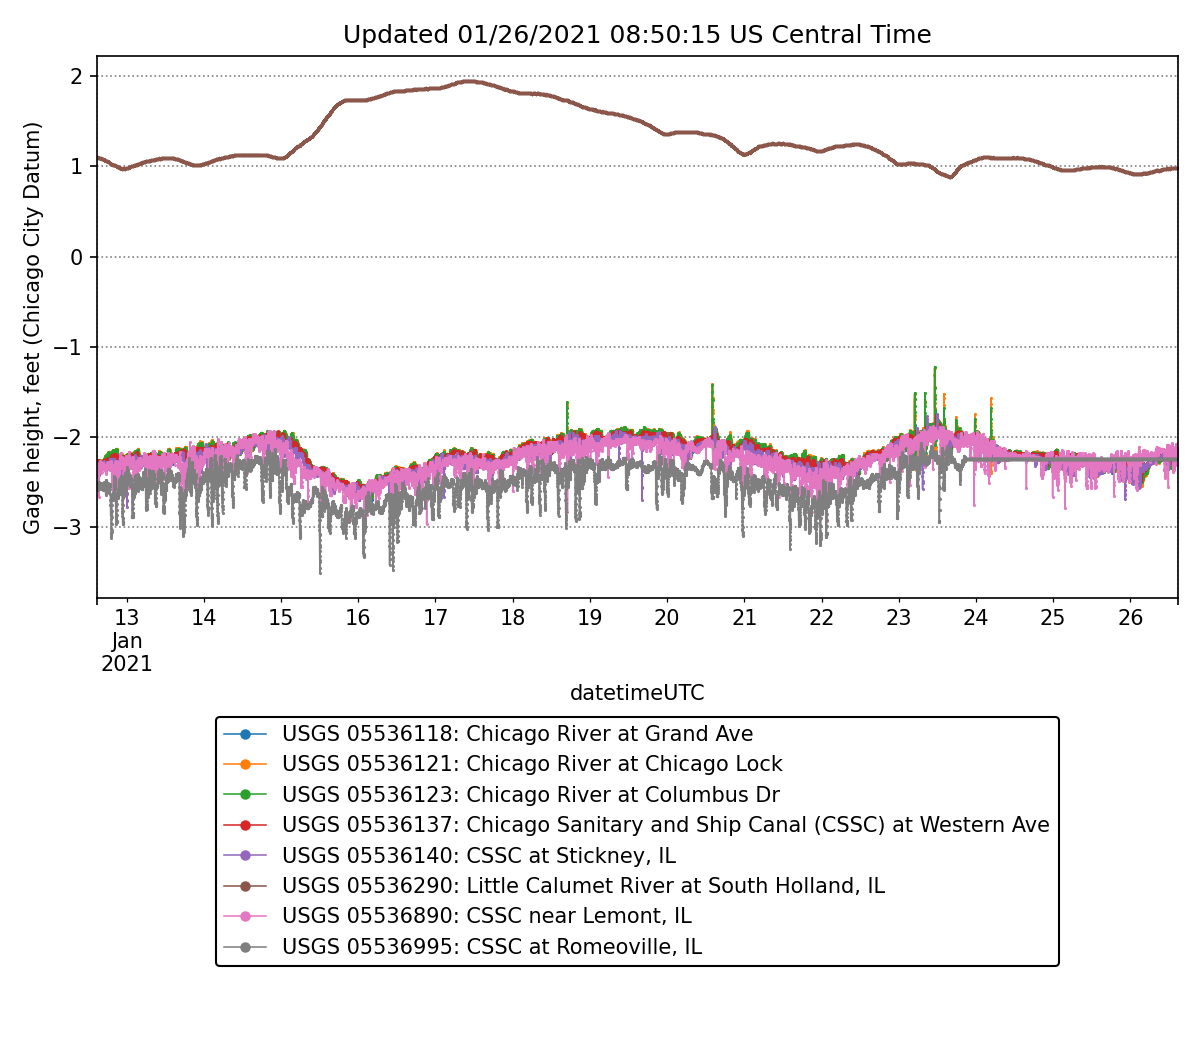 Updated 01/26/2021 08:50:15 US Central Time
Gage height, feet (Chicago City Datum)
2
1
0
−1
−2
−3
13 14 15 16 17 18 19 20 21 22 23 24 25 26
Jan
2021
datetimeUTC
USGS 05536118: Chicago River at Grand Ave
USGS 05536121: Chicago River at Chicago Lock
USGS 05536123: Chicago River at Columbus Dr
USGS 05536137: Chicago Sanitary and Ship Canal (CSSC) at Western Ave
USGS 05536140: CSSC at Stickney, IL
USGS 05536290: Little Calumet River at South Holland, IL
USGS 05536890: CSSC near Lemont, IL
USGS 05536995: CSSC at Romeoville, IL